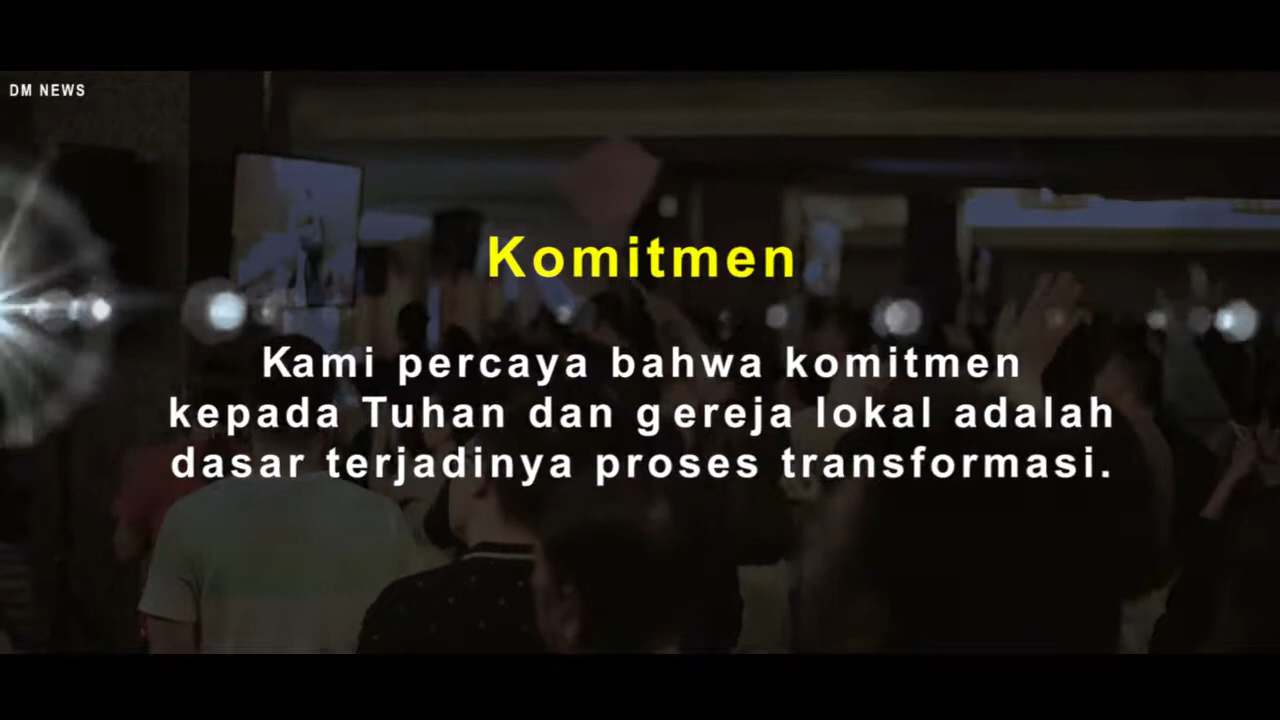 DM NEWS
Komitmen
Kami percaya bahwa komitmen
kepada Tuhan dan gereja lokal adalah
dasar terjadinya proses transformasi.